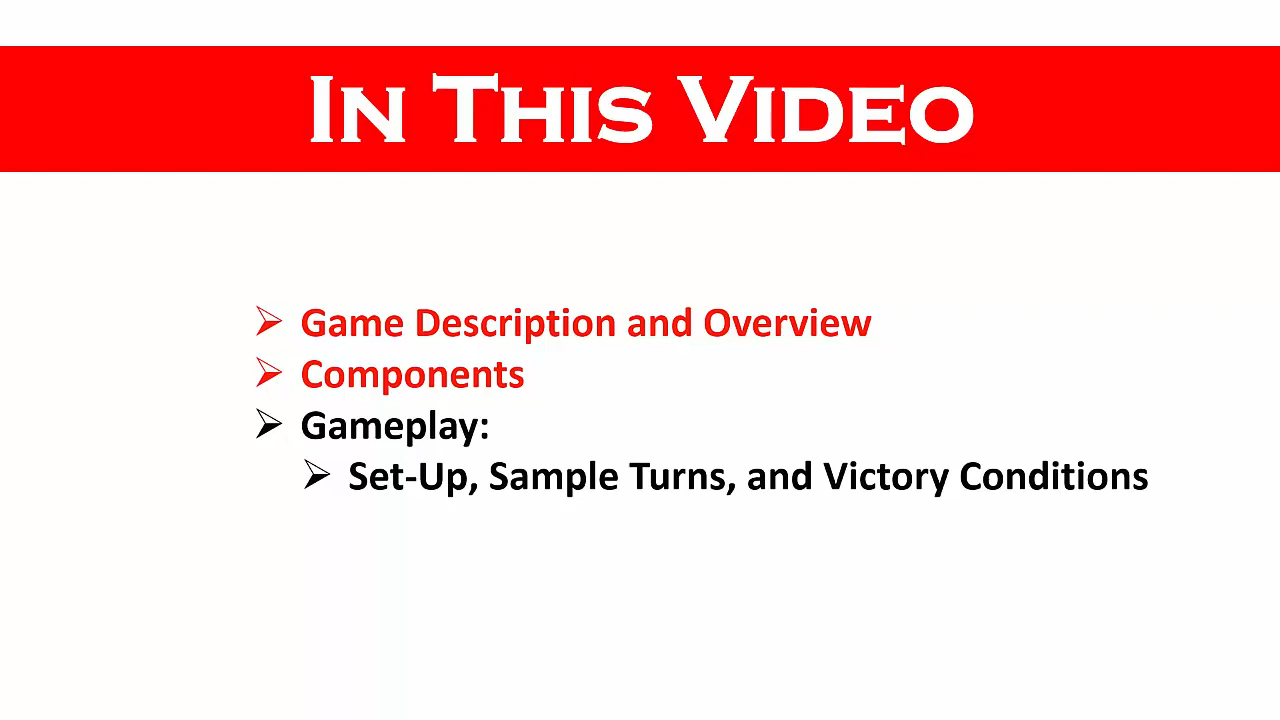 In This Video
Game Description and Overview
Components
Gameplay:
Set-Up, Sample Turns, and Victory Conditions